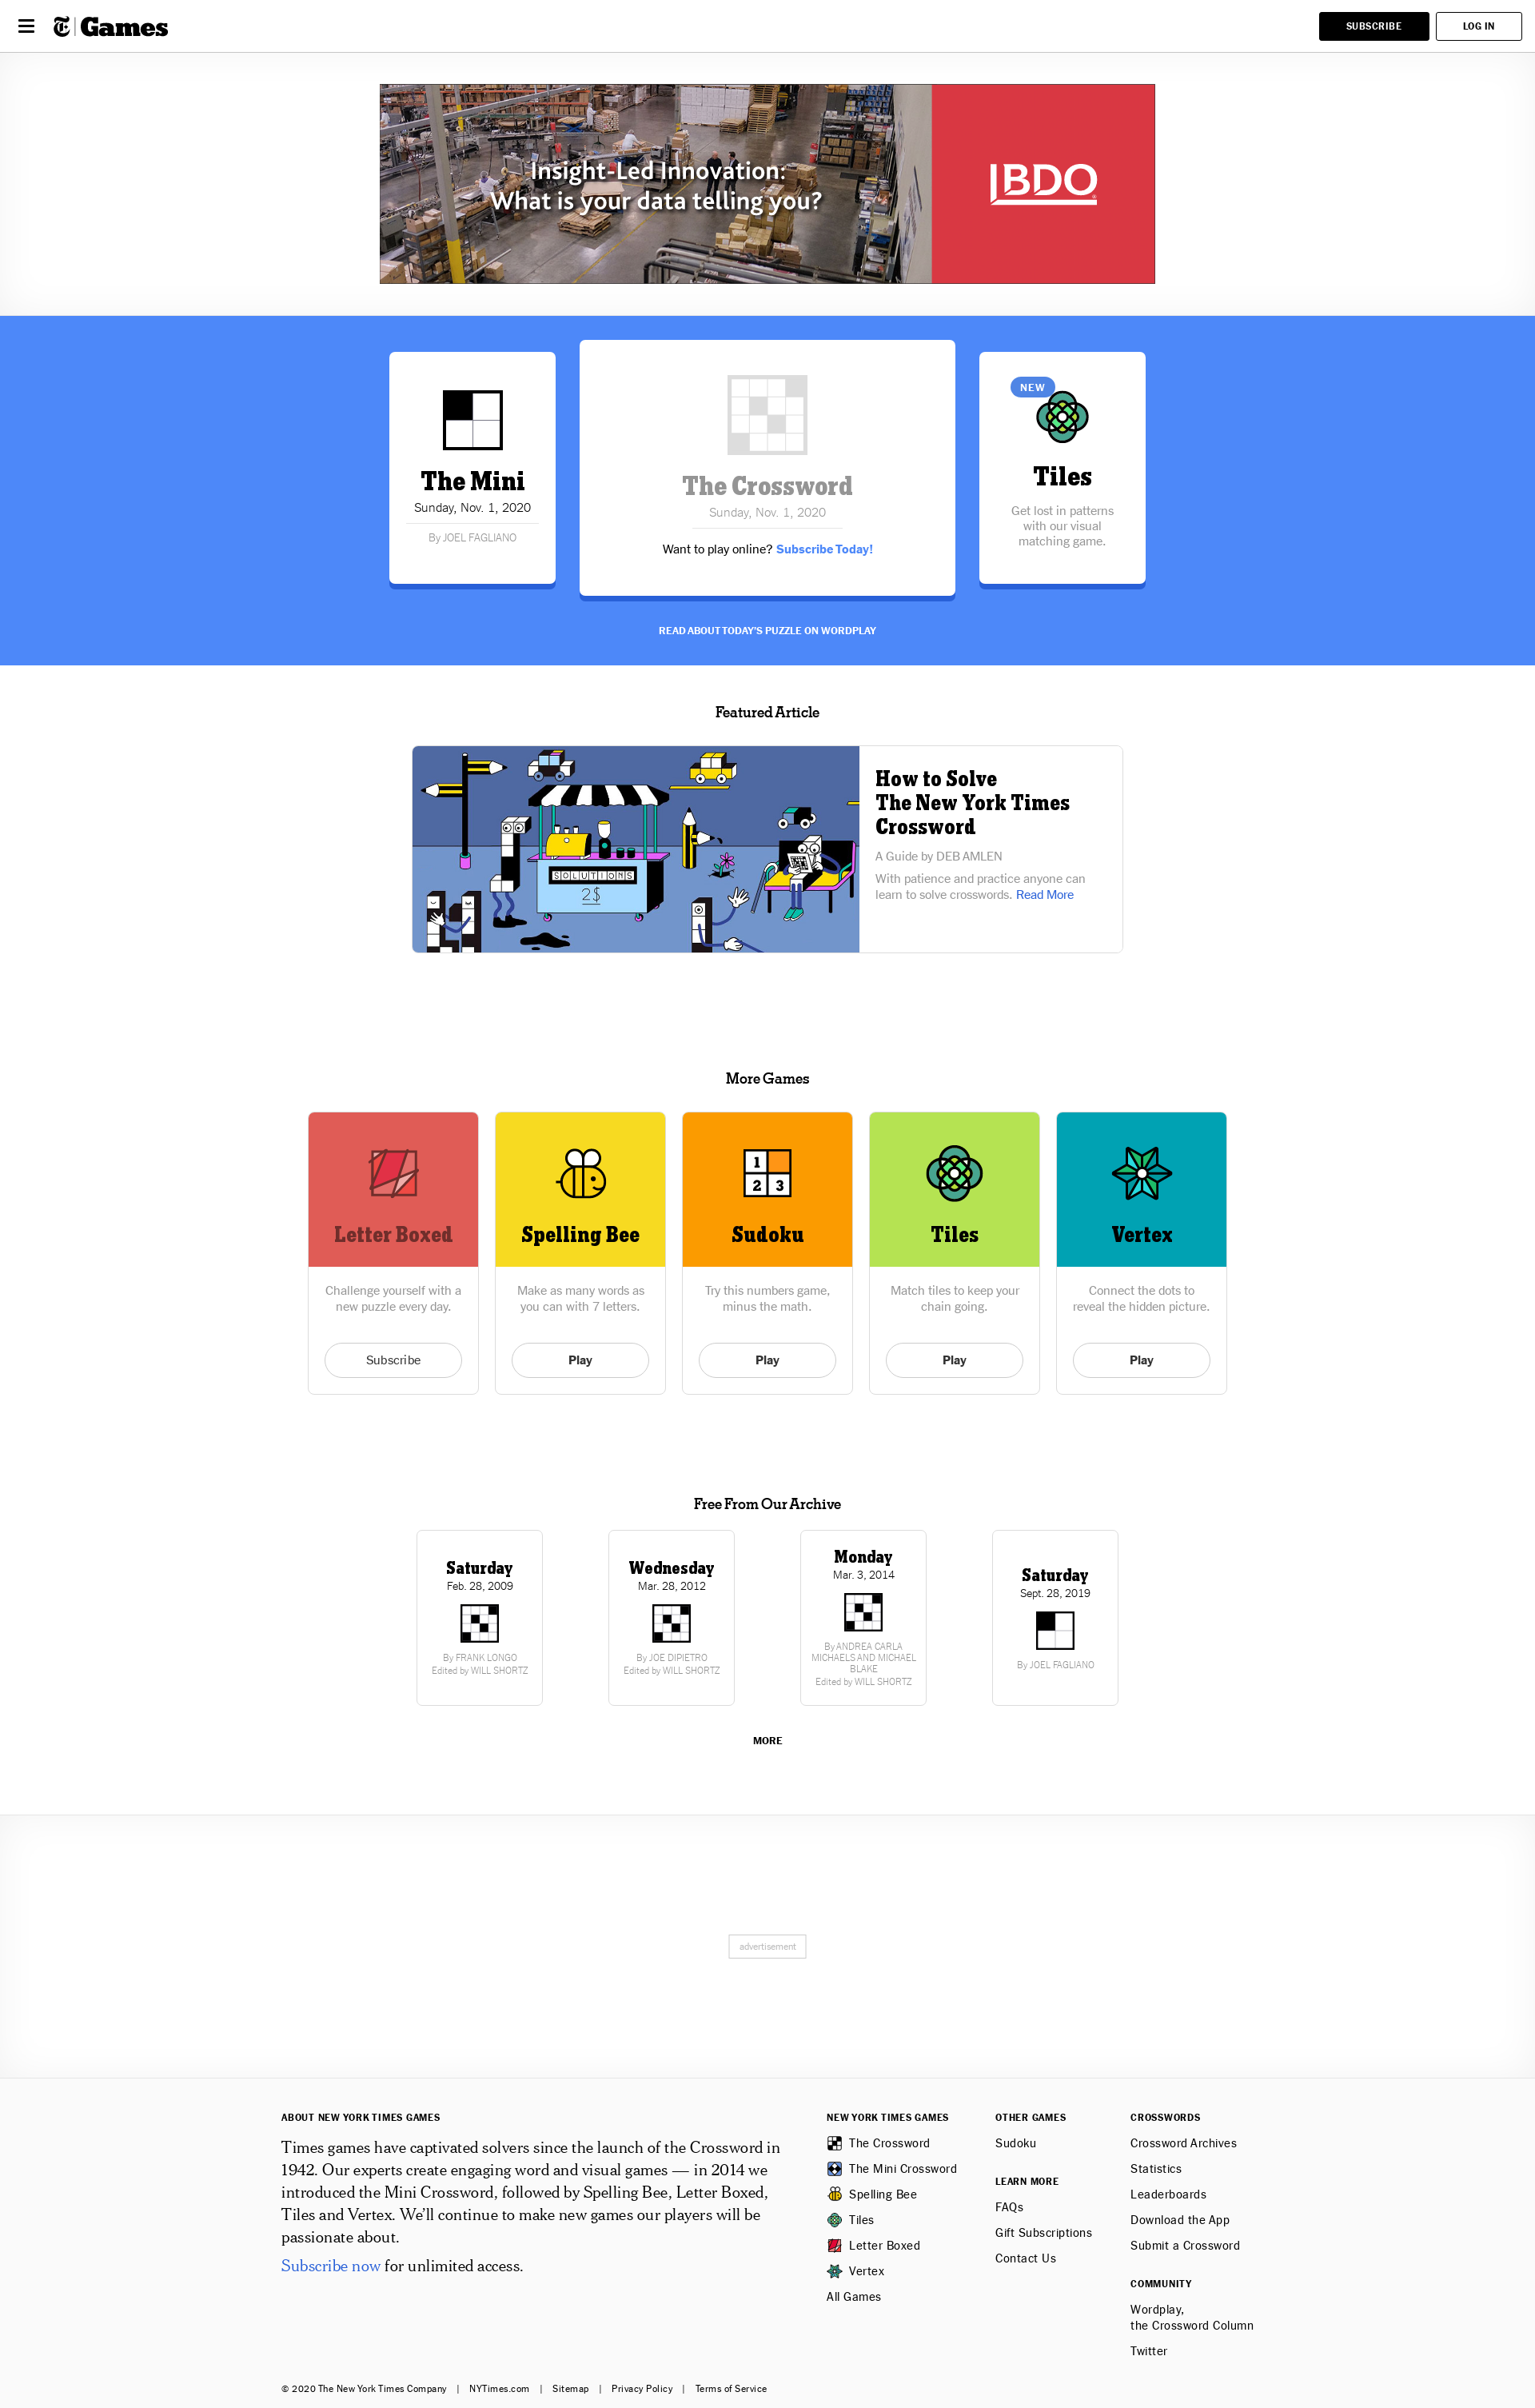 Games
SUBSCRIBE
LOG IN
Insight-Led Innovation:
What is your data telling you?
BDO
The Mini
Sunday, Nov. 1, 2020
By JOEL FAGLIANO
The Crossword
Sunday, Nov. 1, 2020
Want to play online? Subscribe Today!
NEW
Tiles
Get lost in patterns
with our visual
matching game.
READ ABOUT TODAY'S PUZZLE ON WORDPLAY
Featured Article
SOLUTIONS
2$
How to Solve
The New York Times
Crossword
A Guide by DEB AMLEN
With patience and practice anyone can
learn to solve crosswords. Read More
More Games
Letter Boxed
Challenge yourself with a
new puzzle every day.
Subscribe
Spelling Bee
Make as many words as
you can with 7 letters.
Play
1
2 3
Sudoku
Try this numbers game,
minus the math.
Play
Tiles
Match tiles to keep your
chain going.
Play
Vertex
Connect the dots to
reveal the hidden picture.
Play
Free From Our Archive
Saturday
Feb. 28, 2009
By FRANK LONGO
Edited by WILL SHORTZ
Wednesday
Mar. 28, 2012
By JOE DIPIETRO
Edited by WILL SHORTZ
Monday
Mar. 3, 2014
By ANDREA CARLA
MICHAELS AND MICHAEL
BLAKE
Edited by WILL SHORTZ
Saturday
Sept. 28, 2019
By JOEL FAGLIANO
MORE
advertisement
ABOUT NEW YORK TIMES GAMES
Times games have captivated solvers since the launch of the Crossword in
1942. Our experts create engaging word and visual games — in 2014 we
introduced the Mini Crossword, followed by Spelling Bee, Letter Boxed,
Tiles and Vertex. We’ll continue to make new games our players will be
passionate about.
Subscribe now for unlimited access.
NEW YORK TIMES GAMES
The Crossword
The Mini Crossword
Spelling Bee
Tiles
Letter Boxed
Vertex
All Games
OTHER GAMES
Sudoku
LEARN MORE
FAQs
Gift Subscriptions
Contact Us
CROSSWORDS
Crossword Archives
Statistics
Leaderboards
Download the App
Submit a Crossword
COMMUNITY
Wordplay,
the Crossword Column
Twitter
© 2020 The New York Times Company | NYTimes.com | Sitemap | Privacy Policy | Terms of Service